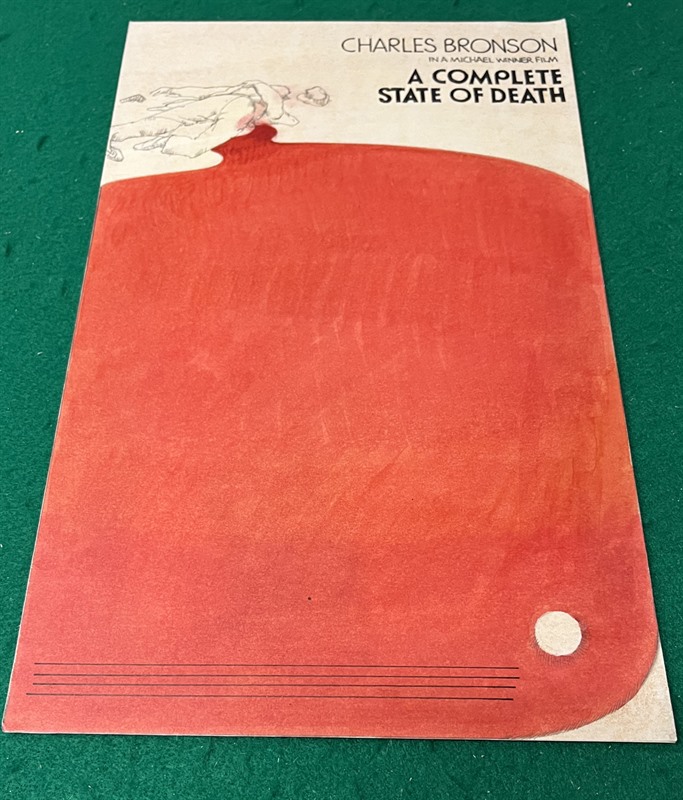 CHARLES BRONSON
IN A MICHAEL WINNER FILM
A COMPLETE
STATE OF DEATH